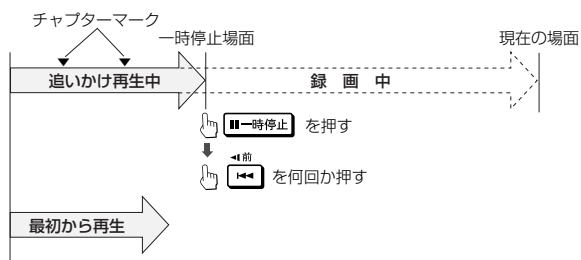 チャプターマーク
一時停止場面
現在の場面
追いかけ再生中
録 画 中
一時停止 を押す
前
を何回か押す
最初から再生